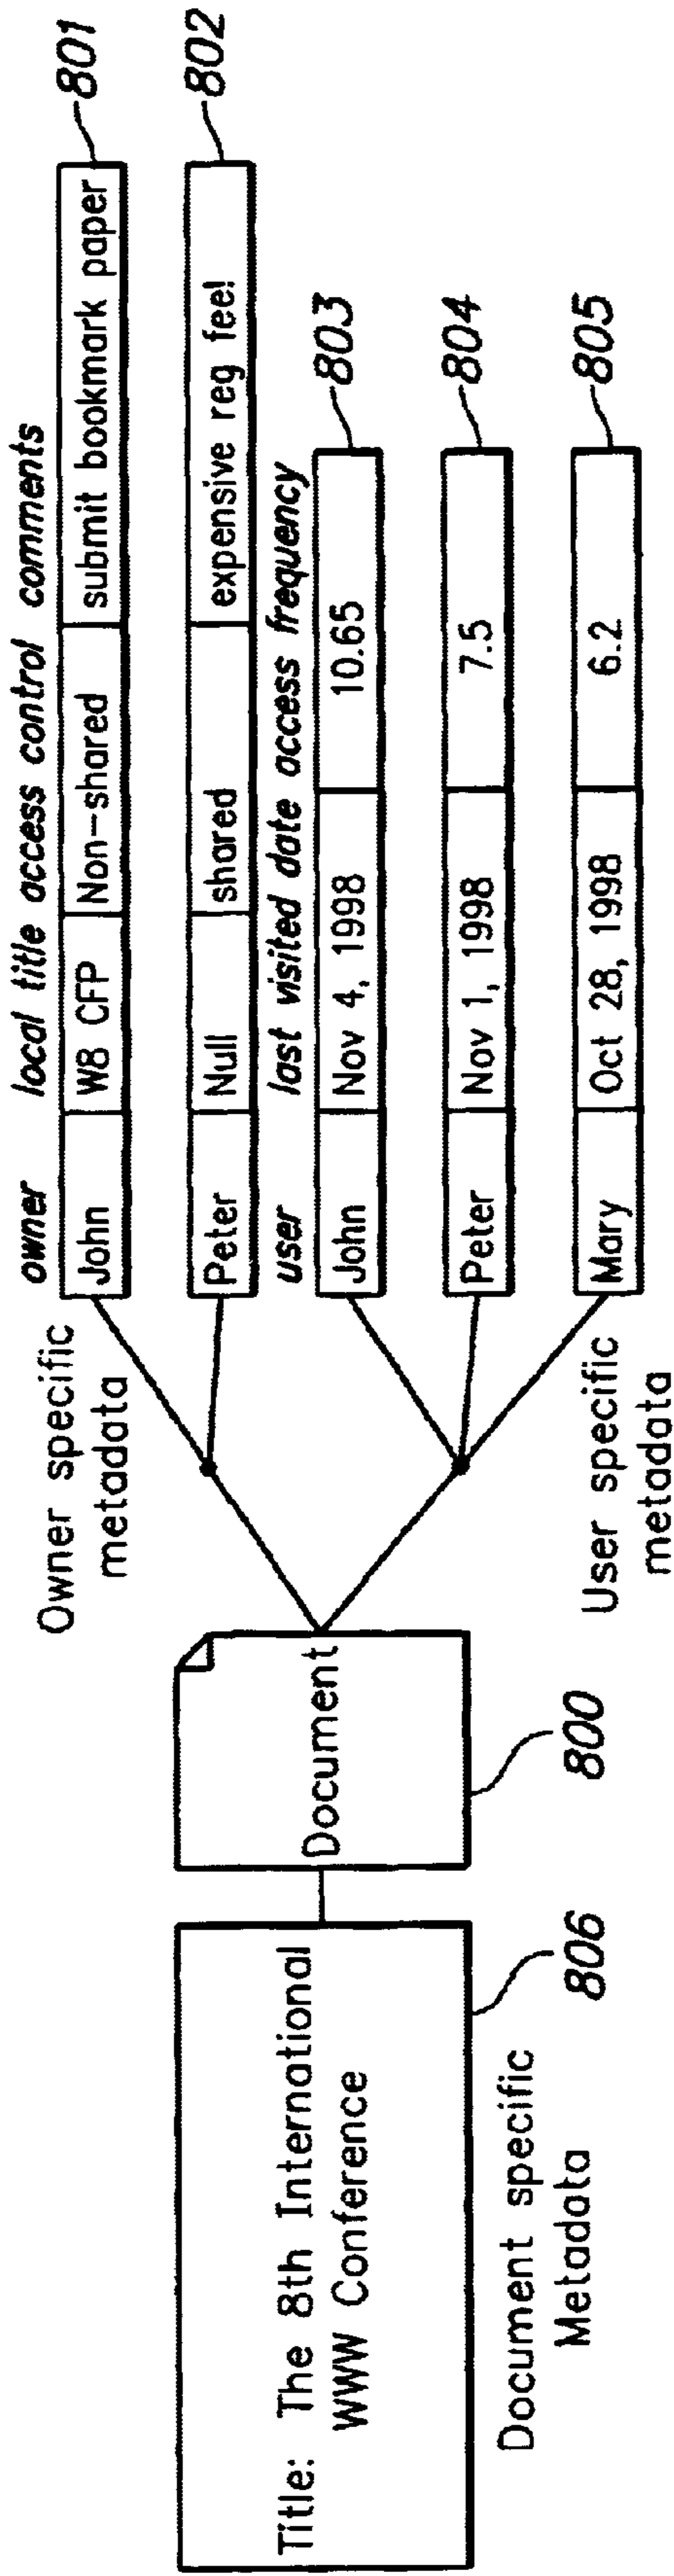 Title: The 8th International
WWW Conference
806
Document specific
Metadata
Document
800
Owner specific
metadata
owner local title access control comments
John W8 CFP Non-shared submit bookmark paper 801
Peter Null shared expensive reg fee! 802
user last visited date access frequency
John Nov 4, 1998 10.65 803
Peter Nov 1, 1998 7.5 804
Mary Oct 28, 1998 6.2 805
User specific
metadata